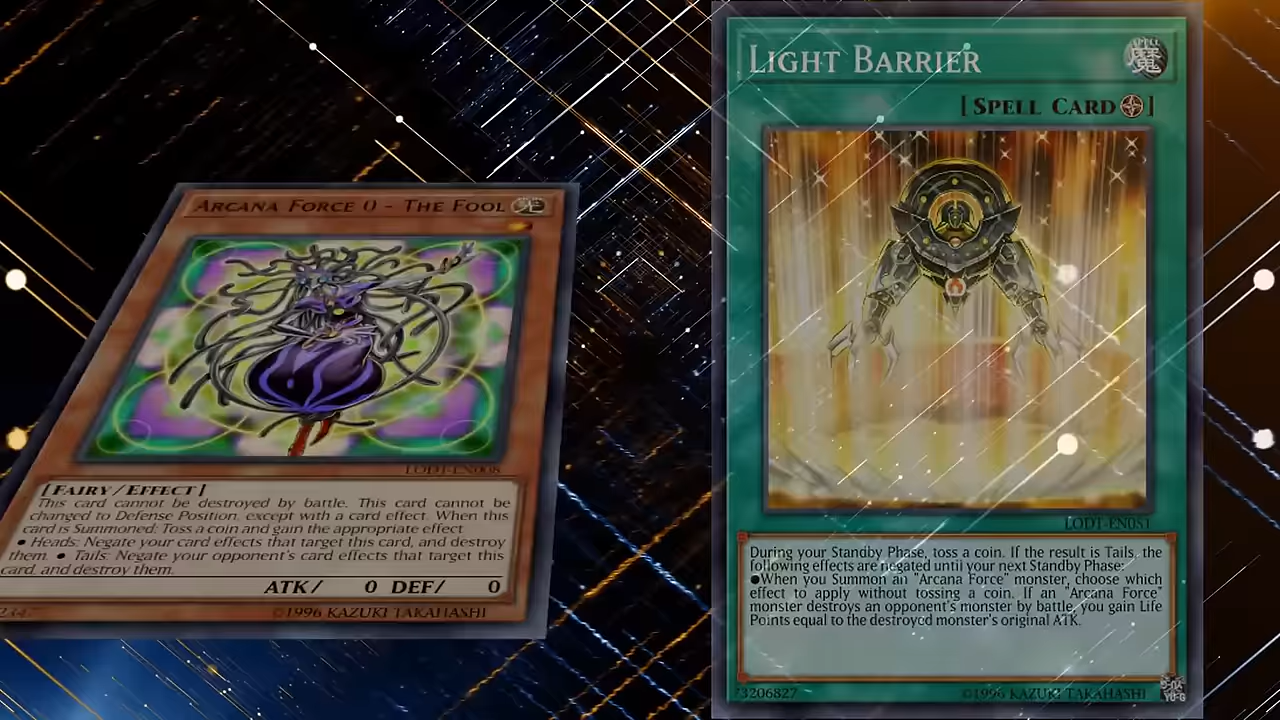 ARCANA FORCE 0 - THE FOOL
LOD1-EN008
[FAIRY/EFFECT]
This card cannot be destroyed by battle. This card cannot be
changed to Defense Position, except with a card effect. When this
card is Summoned: Toss a coin and gain the appropriate effect
● Heads: Negate your card effects that target this card, and destroy
them. ● Tails: Negate your opponent's card effects that target this
card, and destroy them.
ATK/ 0 DEF/ 0
©1996 KAZUKI TAKAHASHI
LIGHT BARRIER
魔
[SPELL CARD]
LOD1-EN051
During your Standby Phase, toss a coin. If the result is Tails, the
following effects are negated until your next Standby Phase:
●When you Summon an "Arcana Force" monster, choose which
effect to apply without tossing a coin. If an "Arcana Force"
monster destroys an opponent's monster by battle, you gain Life
Points equal to the destroyed monster's original ATK.
73206827
©1996 KAZUKI TAKAHASHI